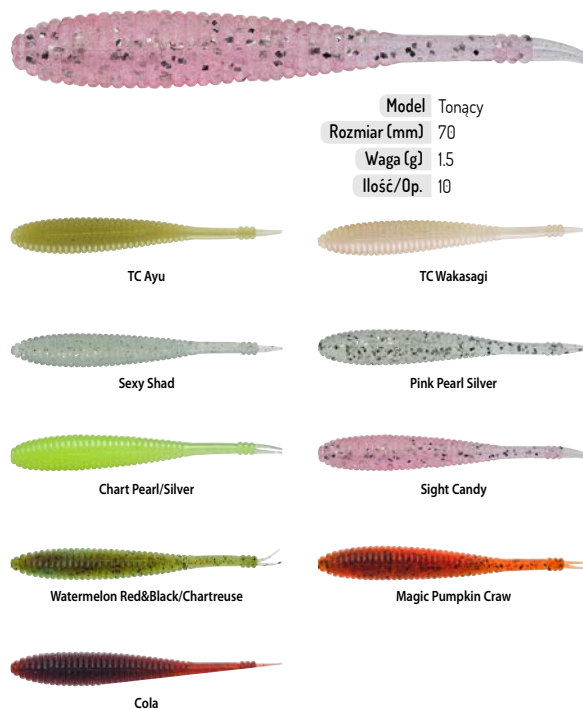 Model Tonący
Rozmiar (mm) 70
Waga (g) 1.5
Ilość/Op. 10
TC Ayu
TC Wakasagi
Sexy Shad
Pink Pearl Silver
Chart Pearl/Silver
Sight Candy
Watermelon Red&Black/Chartreuse
Magic Pumpkin Craw
Cola